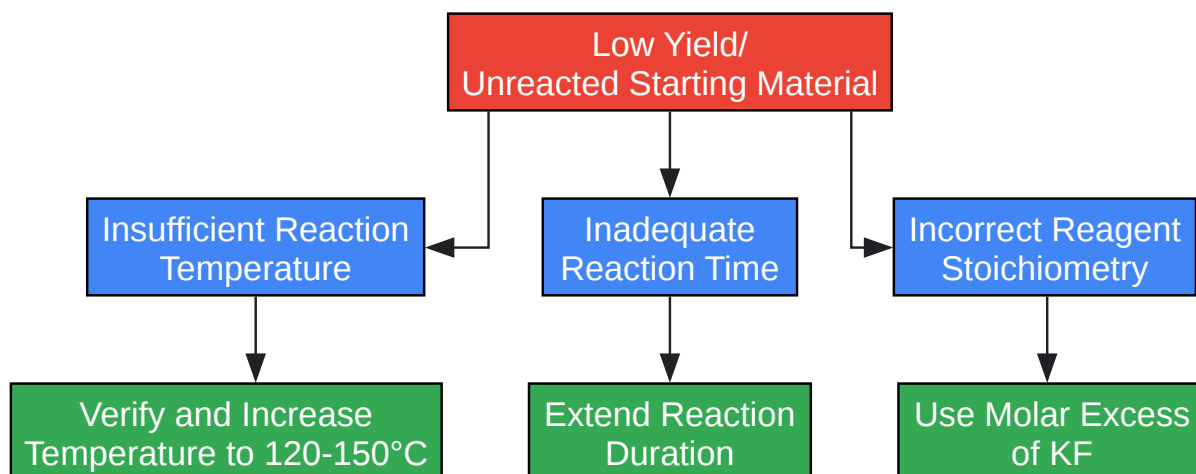 Low Yield/
Unreacted Starting Material
Insufficient Reaction
Temperature
Inadequate
Reaction Time
Incorrect Reagent
Stoichiometry
Verify and Increase
Temperature to 120-150°C
Extend Reaction
Duration
Use Molar Excess
of KF